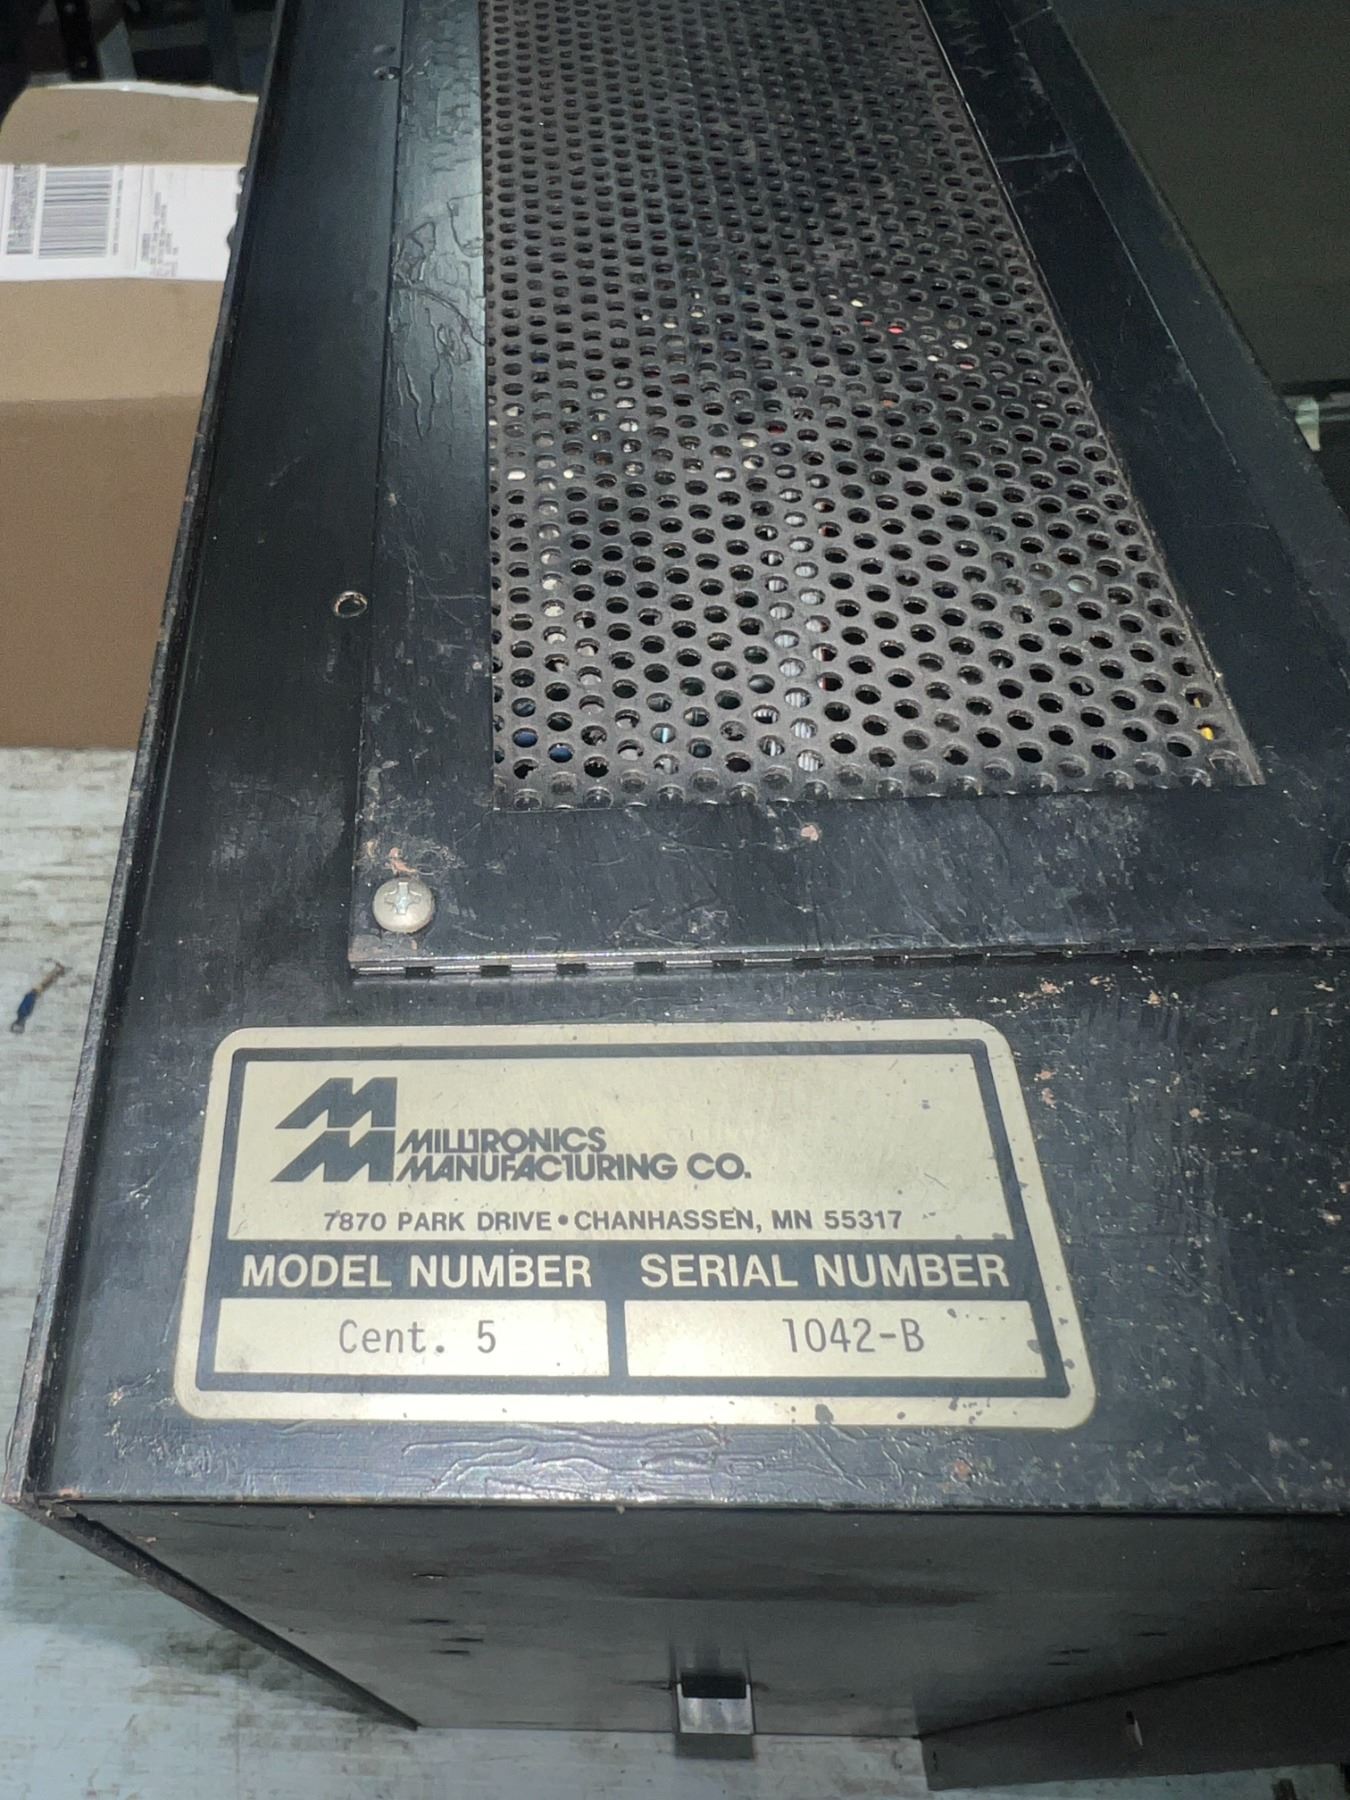 MILLTRONICS
MANUFACTURING CO.
7870 PARK DRIVE • CHANHASSEN, MN 55317
MODEL NUMBER SERIAL NUMBER
Cent. 5 1042-B